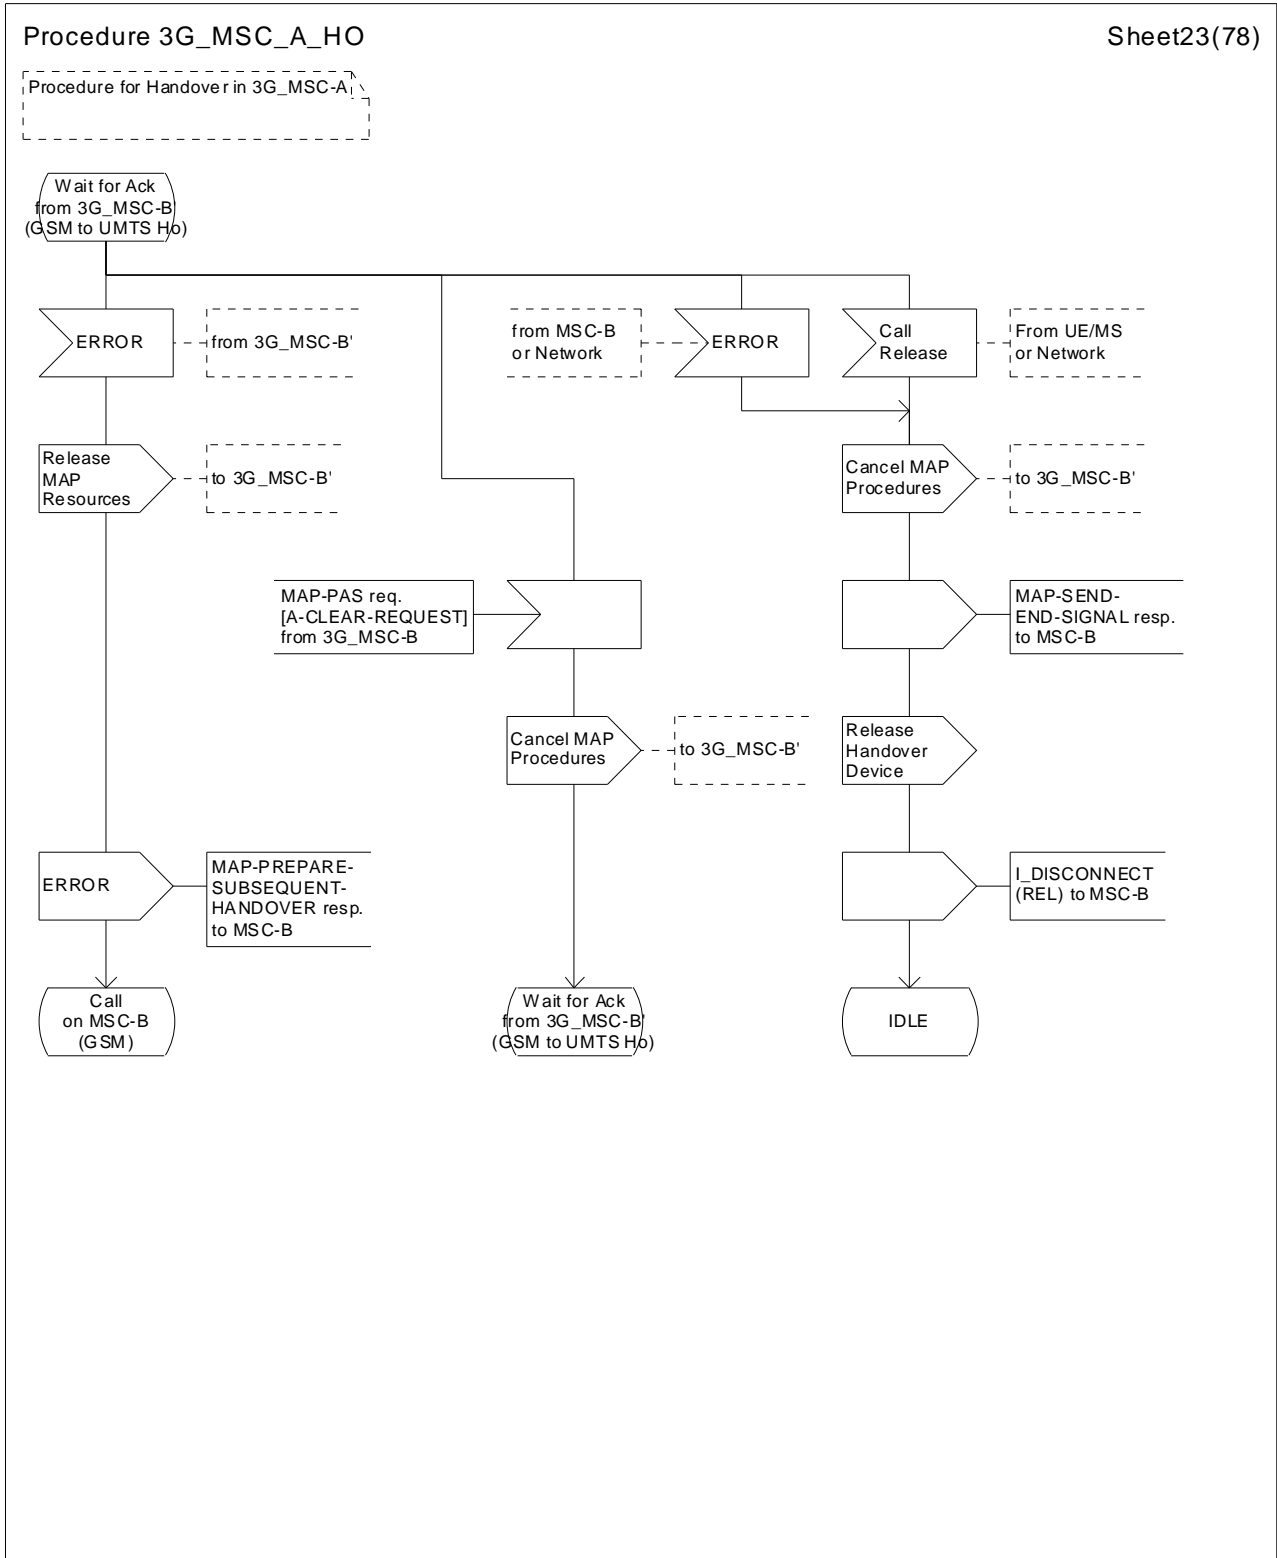 Procedure 3G_MSC_A_HO
Sheet23(78)
Procedure for Handover in 3G_MSC-A
Wait for Ack
from 3G_MSC-B'
(GSM to UMTS Ho)
ERROR
from 3G_MSC-B'
from MSC-B
or Network
ERROR
Call
Release
From UE/MS
or Network
Release
MAP
Resources
to 3G_MSC-B'
Cancel MAP
Procedures
to 3G_MSC-B'
MAP-PAS req.
[A-CLEAR-REQUEST]
from 3G_MSC-B
MAP-SEND-
END-SIGNAL resp.
to MSC-B
Cancel MAP
Procedures
to 3G_MSC-B'
Release
Handover
Device
ERROR
MAP-PREPARE-
SUBSEQUENT-
HANDOVER resp.
to MSC-B
I_DISCONNECT
(REL) to MSC-B
Call
on MSC-B
(GSM)
Wait for Ack
from 3G_MSC-B'
(GSM to UMTS Ho)
IDLE